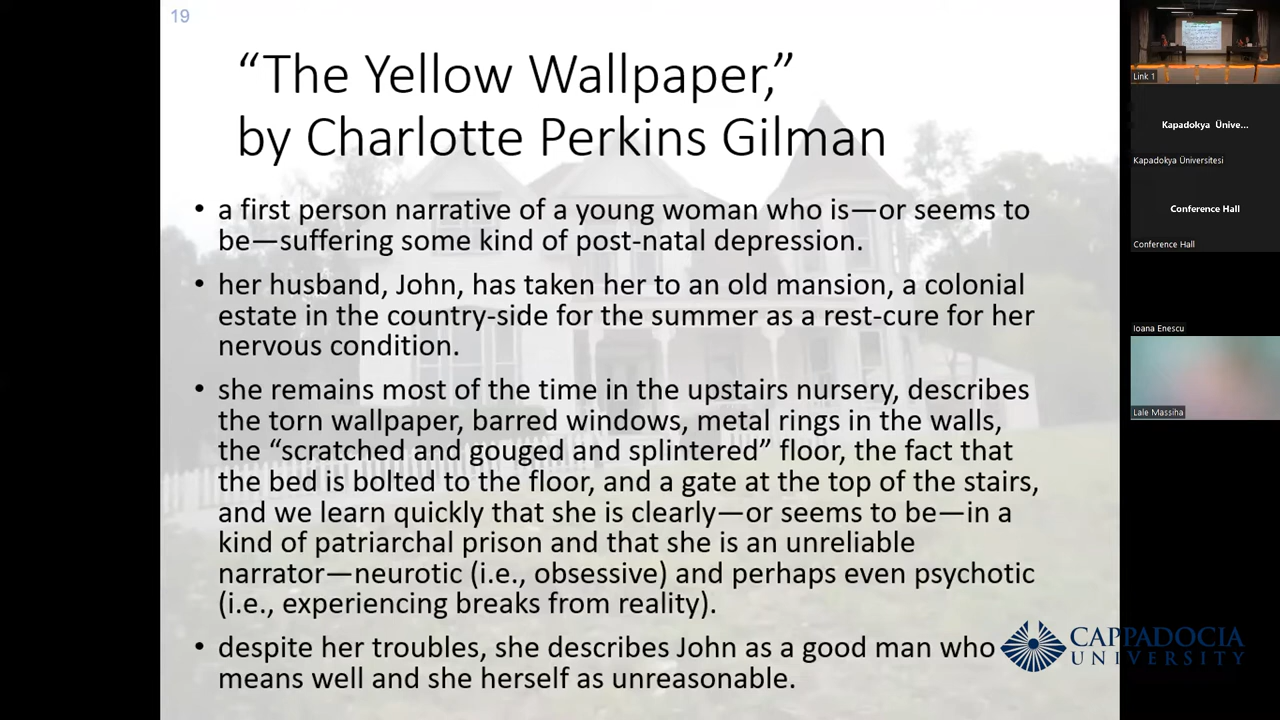 19
“The Yellow Wallpaper,”
by Charlotte Perkins Gilman
• a first person narrative of a young woman who is—or seems to
be—suffering some kind of post-natal depression.
• her husband, John, has taken her to an old mansion, a colonial
estate in the country-side for the summer as a rest-cure for her
nervous condition.
• she remains most of the time in the upstairs nursery, describes
the torn wallpaper, barred windows, metal rings in the walls,
the “scratched and gouged and splintered” floor, the fact that
the bed is bolted to the floor, and a gate at the top of the stairs,
and we learn quickly that she is clearly—or seems to be—in a
kind of patriarchal prison and that she is an unreliable
narrator—neurotic (i.e., obsessive) and perhaps even psychotic
(i.e., experiencing breaks from reality).
• despite her troubles, she describes John as a good man who
means well and she herself as unreasonable.
CAPPADOCIA
UNIVERSITY
Link 1
Kapadokya Ünive...
Kapadokya Üniversitesi
Conference Hall
Conference Hall
Ioana Enescu
Lale Massiha